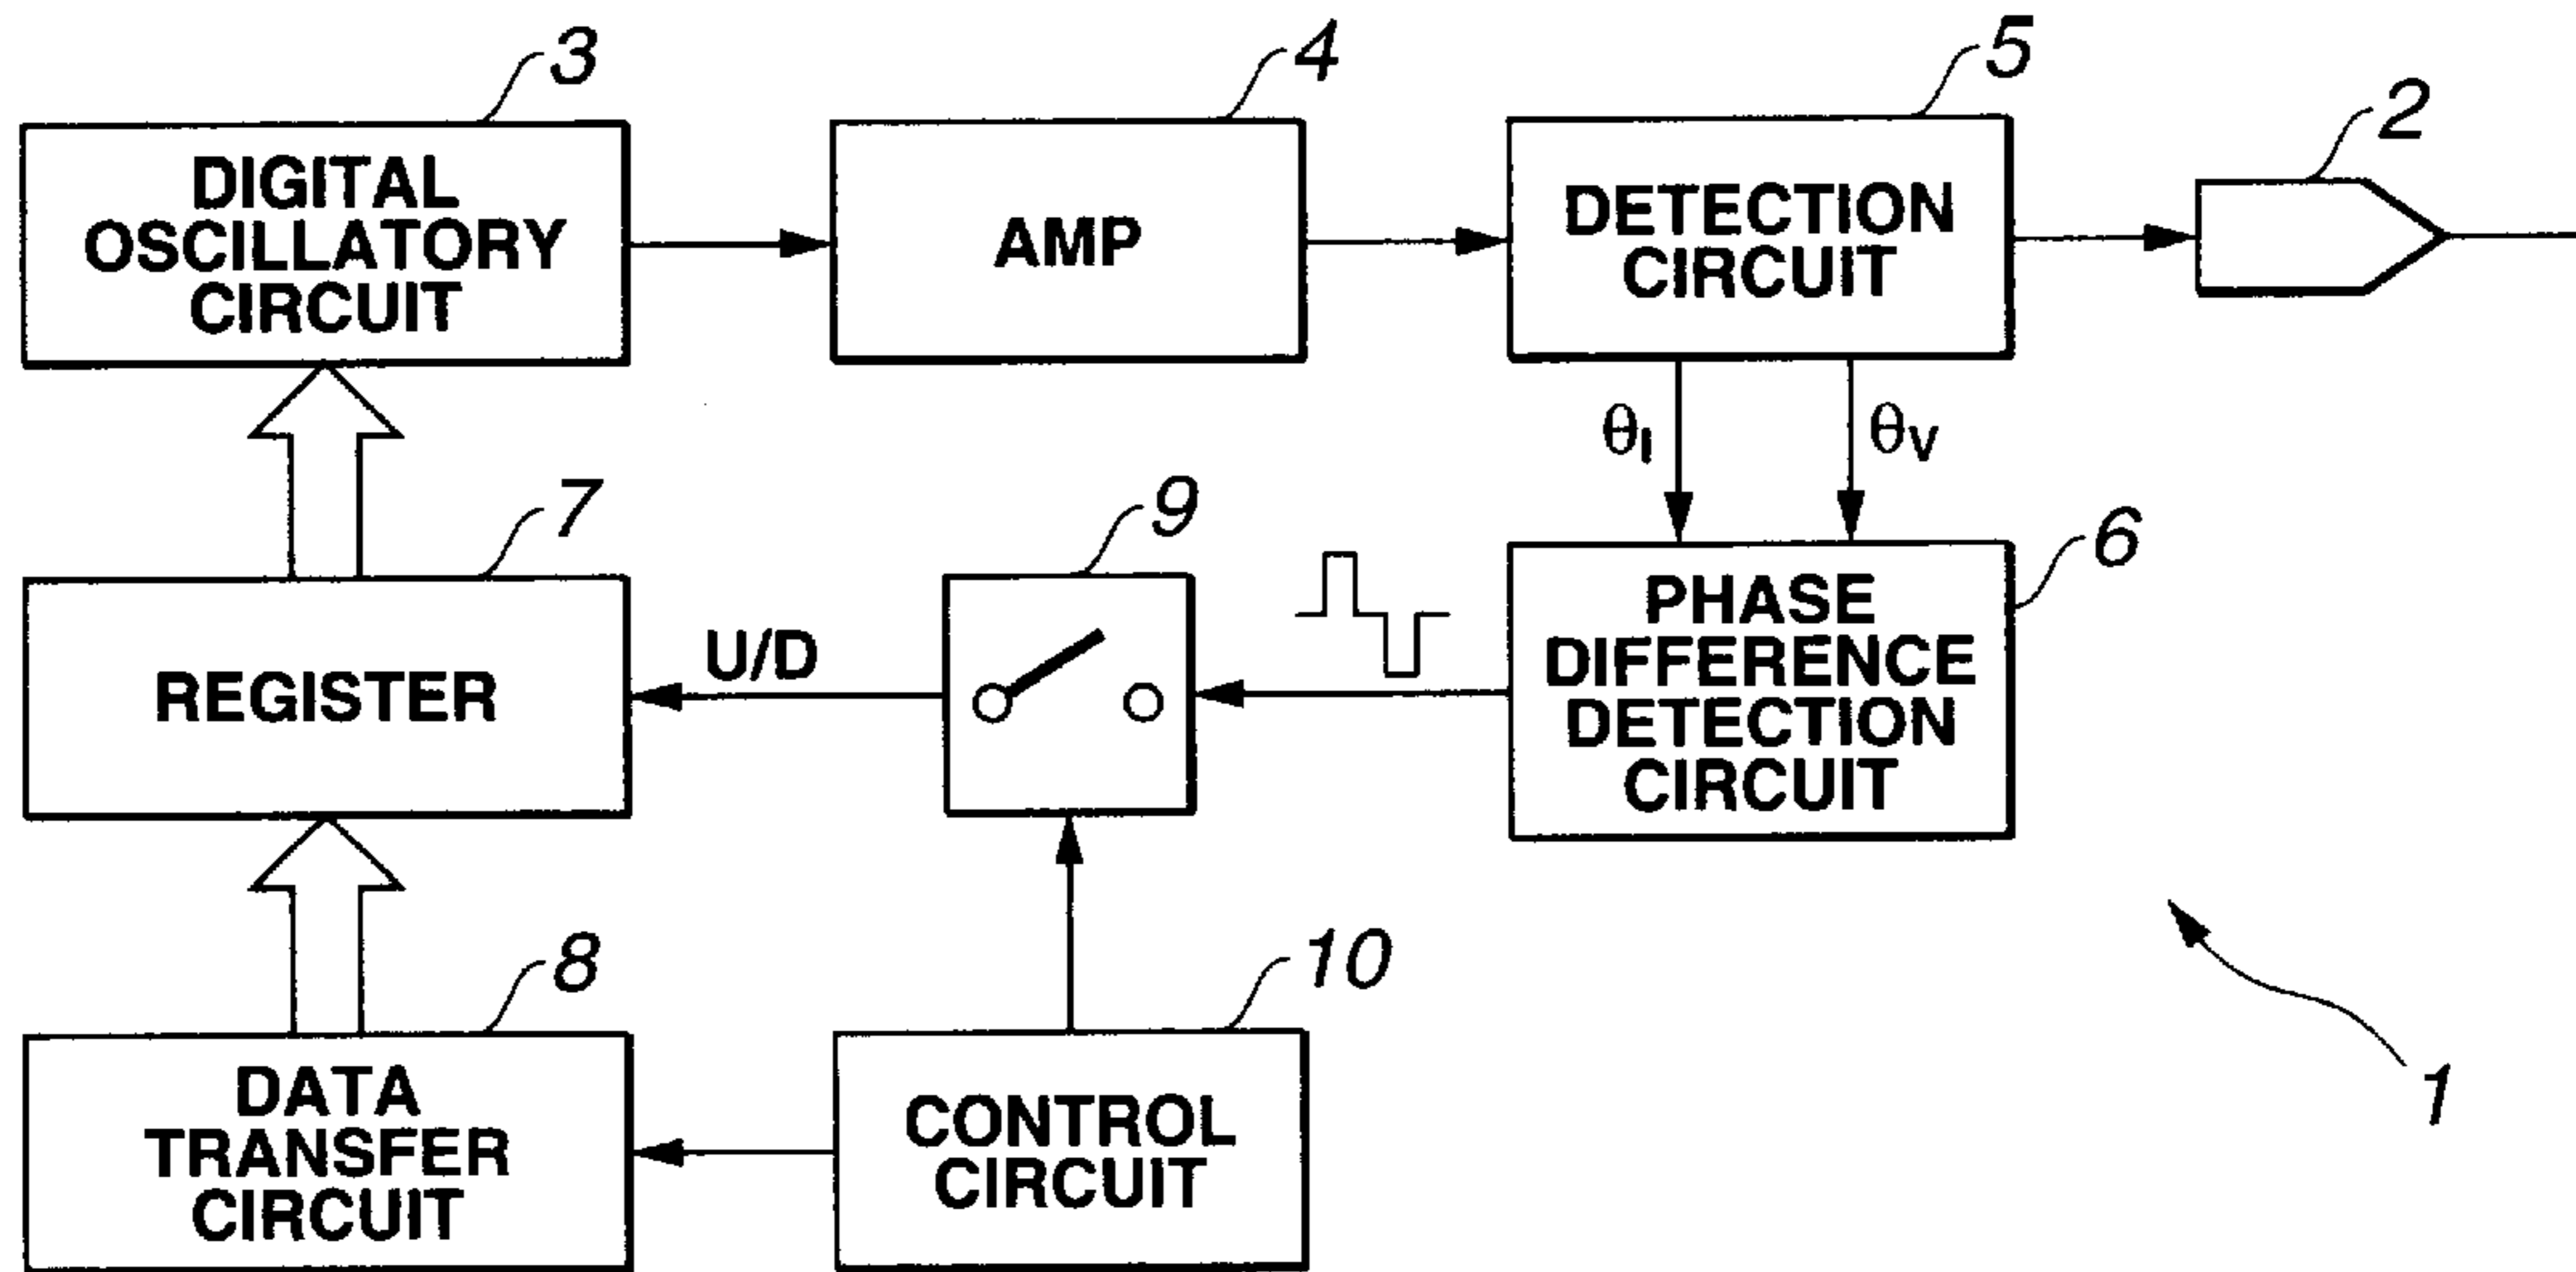 3
4
5
2
DIGITAL
OSCILLATORY
CIRCUIT
AMP
DETECTION
CIRCUIT
θI
θV
7
9
6
REGISTER
U/D
PHASE
DIFFERENCE
DETECTION
CIRCUIT
8
10
1
DATA
TRANSFER
CIRCUIT
CONTROL
CIRCUIT